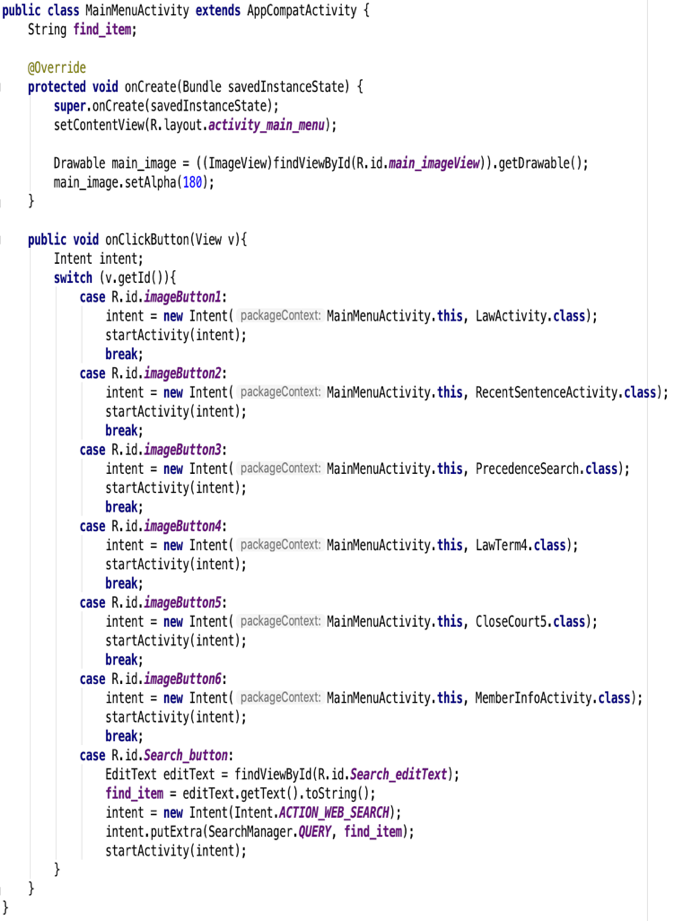 public class MainMenuActivity extends AppCompatActivity {
    String find_item;

    @Override
    protected void onCreate(Bundle savedInstanceState) {
        super.onCreate(savedInstanceState);
        setContentView(R.layout.activity_main_menu);

        Drawable main_image = ((ImageView)findViewById(R.id.main_imageView)).getDrawable();
        main_image.setAlpha(180);
    }

    public void onClickButton(View v){
        Intent intent;
        switch (v.getId()){
            case R.id.imageButton1:
                intent = new Intent( packageContext: MainMenuActivity.this, LawActivity.class);
                startActivity(intent);
                break;
            case R.id.imageButton2:
                intent = new Intent( packageContext: MainMenuActivity.this, RecentSentenceActivity.class);
                startActivity(intent);
                break;
            case R.id.imageButton3:
                intent = new Intent( packageContext: MainMenuActivity.this, PrecedenceSearch.class);
                startActivity(intent);
                break;
            case R.id.imageButton4:
                intent = new Intent( packageContext: MainMenuActivity.this, LawTerm4.class);
                startActivity(intent);
                break;
            case R.id.imageButton5:
                intent = new Intent( packageContext: MainMenuActivity.this, CloseCourt5.class);
                startActivity(intent);
                break;
            case R.id.imageButton6:
                intent = new Intent( packageContext: MainMenuActivity.this, MemberInfoActivity.class);
                startActivity(intent);
                break;
            case R.id.Search_button:
                EditText editText = findViewById(R.id.Search_editText);
                find_item = editText.getText().toString();
                intent = new Intent(Intent.ACTION_WEB_SEARCH);
                intent.putExtra(SearchManager.QUERY, find_item);
                startActivity(intent);
        }
    }
}